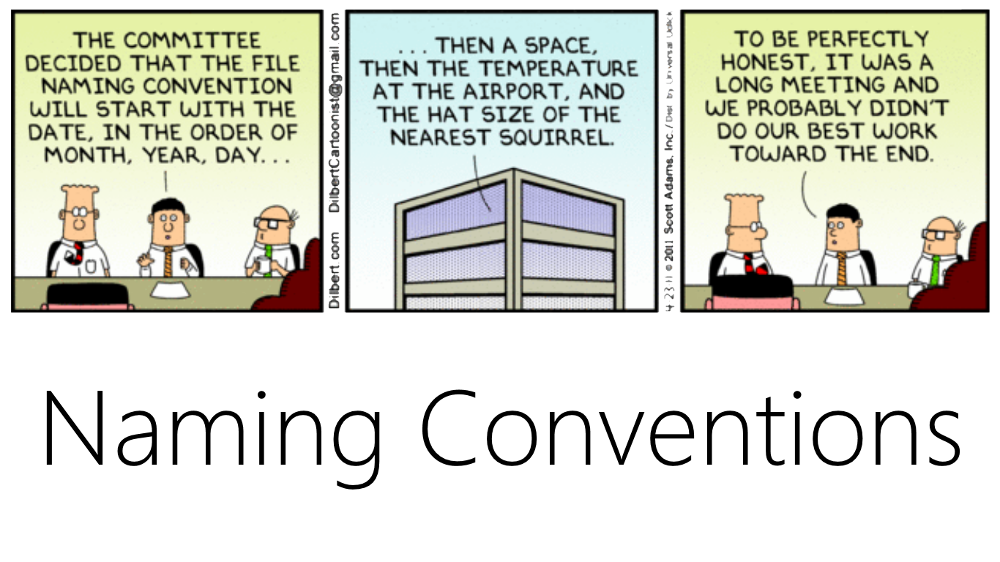 THE COMMITTEE
DECIDED THAT THE FILE
NAMING CONVENTION
WILL START WITH THE
DATE, IN THE ORDER OF
MONTH, YEAR, DAY...
Dilbert.com DilbertCartoonist@gmail.com
... THEN A SPACE,
THEN THE TEMPERATURE
AT THE AIRPORT, AND
THE HAT SIZE OF THE
NEAREST SQUIRREL.
4 23 11 © 2011 Scott Adams, Inc. / Dist by Universal Uclick
TO BE PERFECTLY
HONEST, IT WAS A
LONG MEETING AND
WE PROBABLY DIDN'T
DO OUR BEST WORK
TOWARD THE END.
Naming Conventions